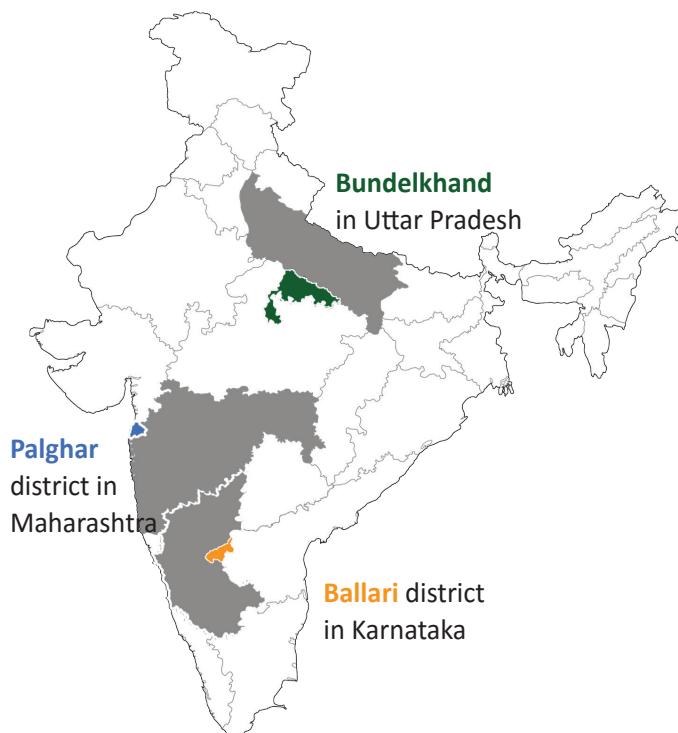 Bundelkhand
in Uttar Pradesh
Palghar
district in
Maharashtra
Ballari district
in Karnataka